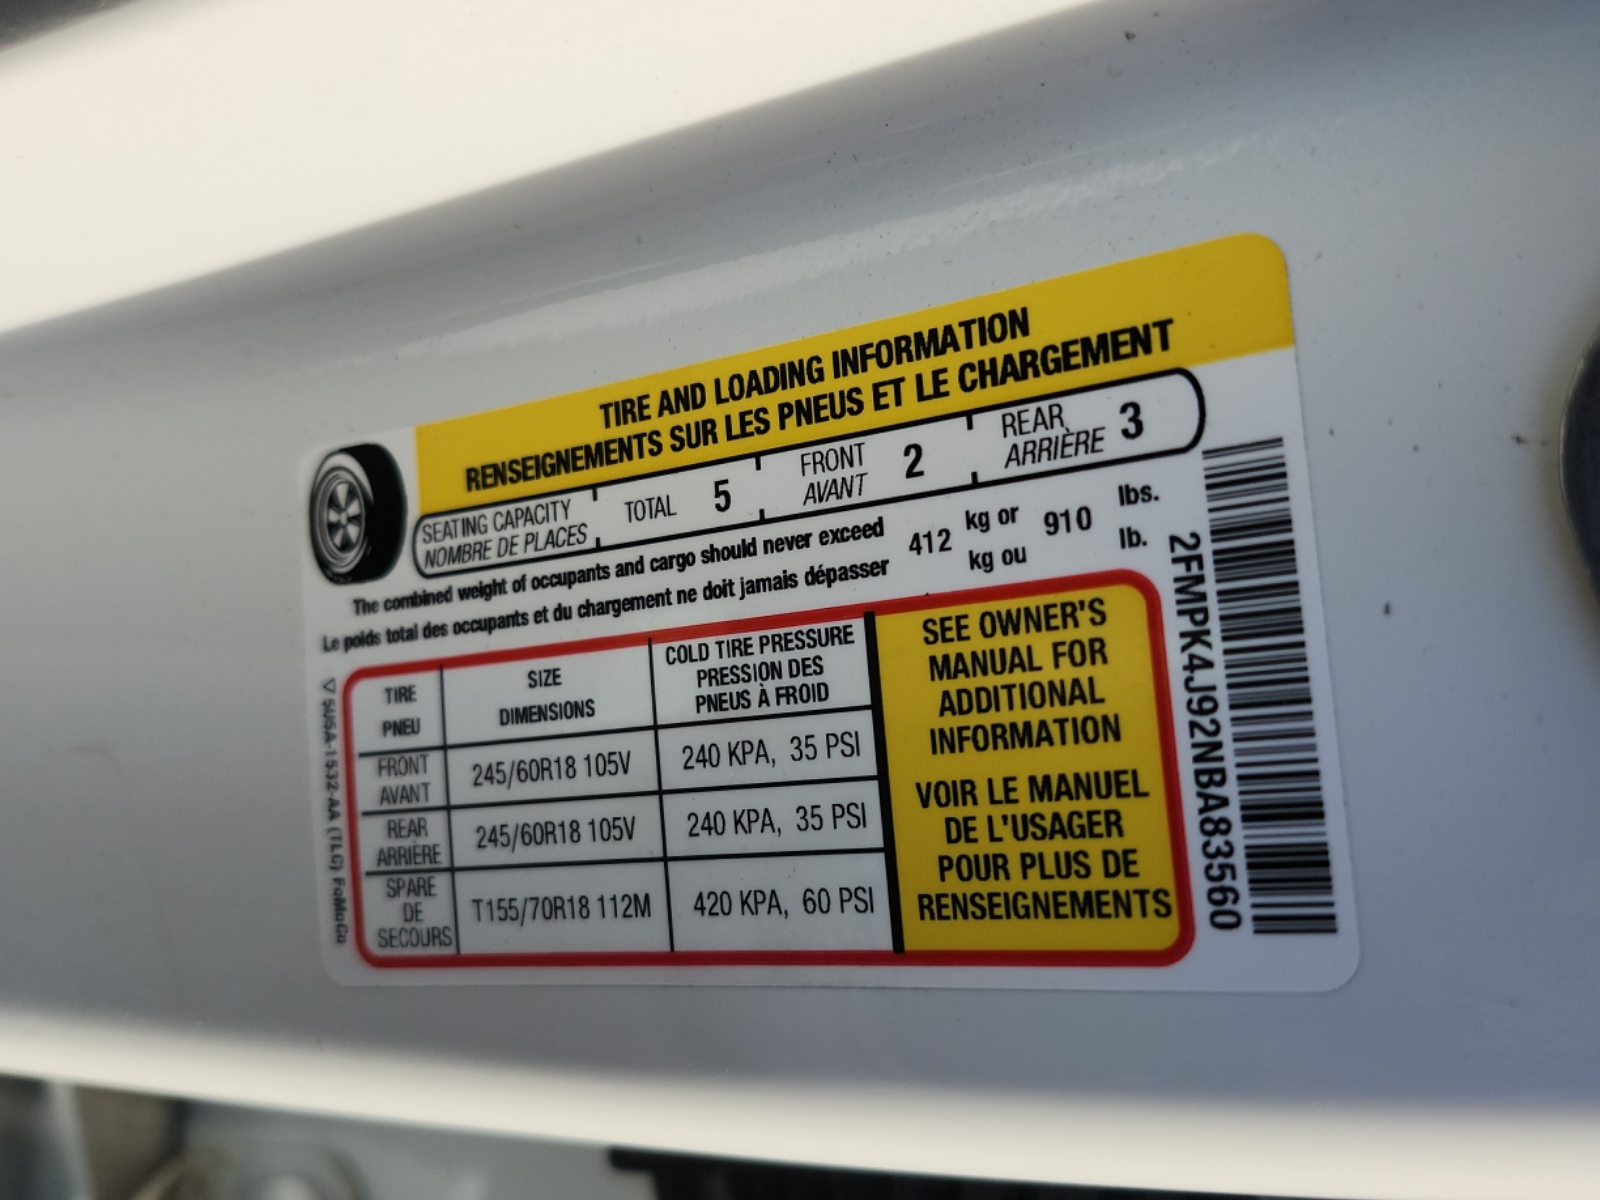 TIRE AND LOADING INFORMATION
RENSEIGNEMENTS SUR LES PNEUS ET LE CHARGEMENT
SEATING CAPACITY
NOMBRE DE PLACES
TOTAL 5
FRONT
AVANT
2
REAR
ARRIÈRE
3
The combined weight of occupants and cargo should never exceed
Le poids total des occupants et du chargement ne doit jamais dépasser
412
kg or
kg ou
910
lbs.
lb.
TIRE
PNEU
SIZE
DIMENSIONS
COLD TIRE PRESSURE
PRESSION DES
PNEUS À FROID
FRONT
AVANT
245/60R18 105V
240 KPA, 35 PSI
REAR
ARRIÈRE
245/60R18 105V
240 KPA, 35 PSI
SPARE
DE
SECOURS
T155/70R18 112M
420 KPA, 60 PSI
SEE OWNER'S
MANUAL FOR
ADDITIONAL
INFORMATION
VOIR LE MANUEL
DE L'USAGER
POUR PLUS DE
RENSEIGNEMENTS
2FMPK4J92NBA83560
5U5A-1532-AA (TLG) FoMoCo